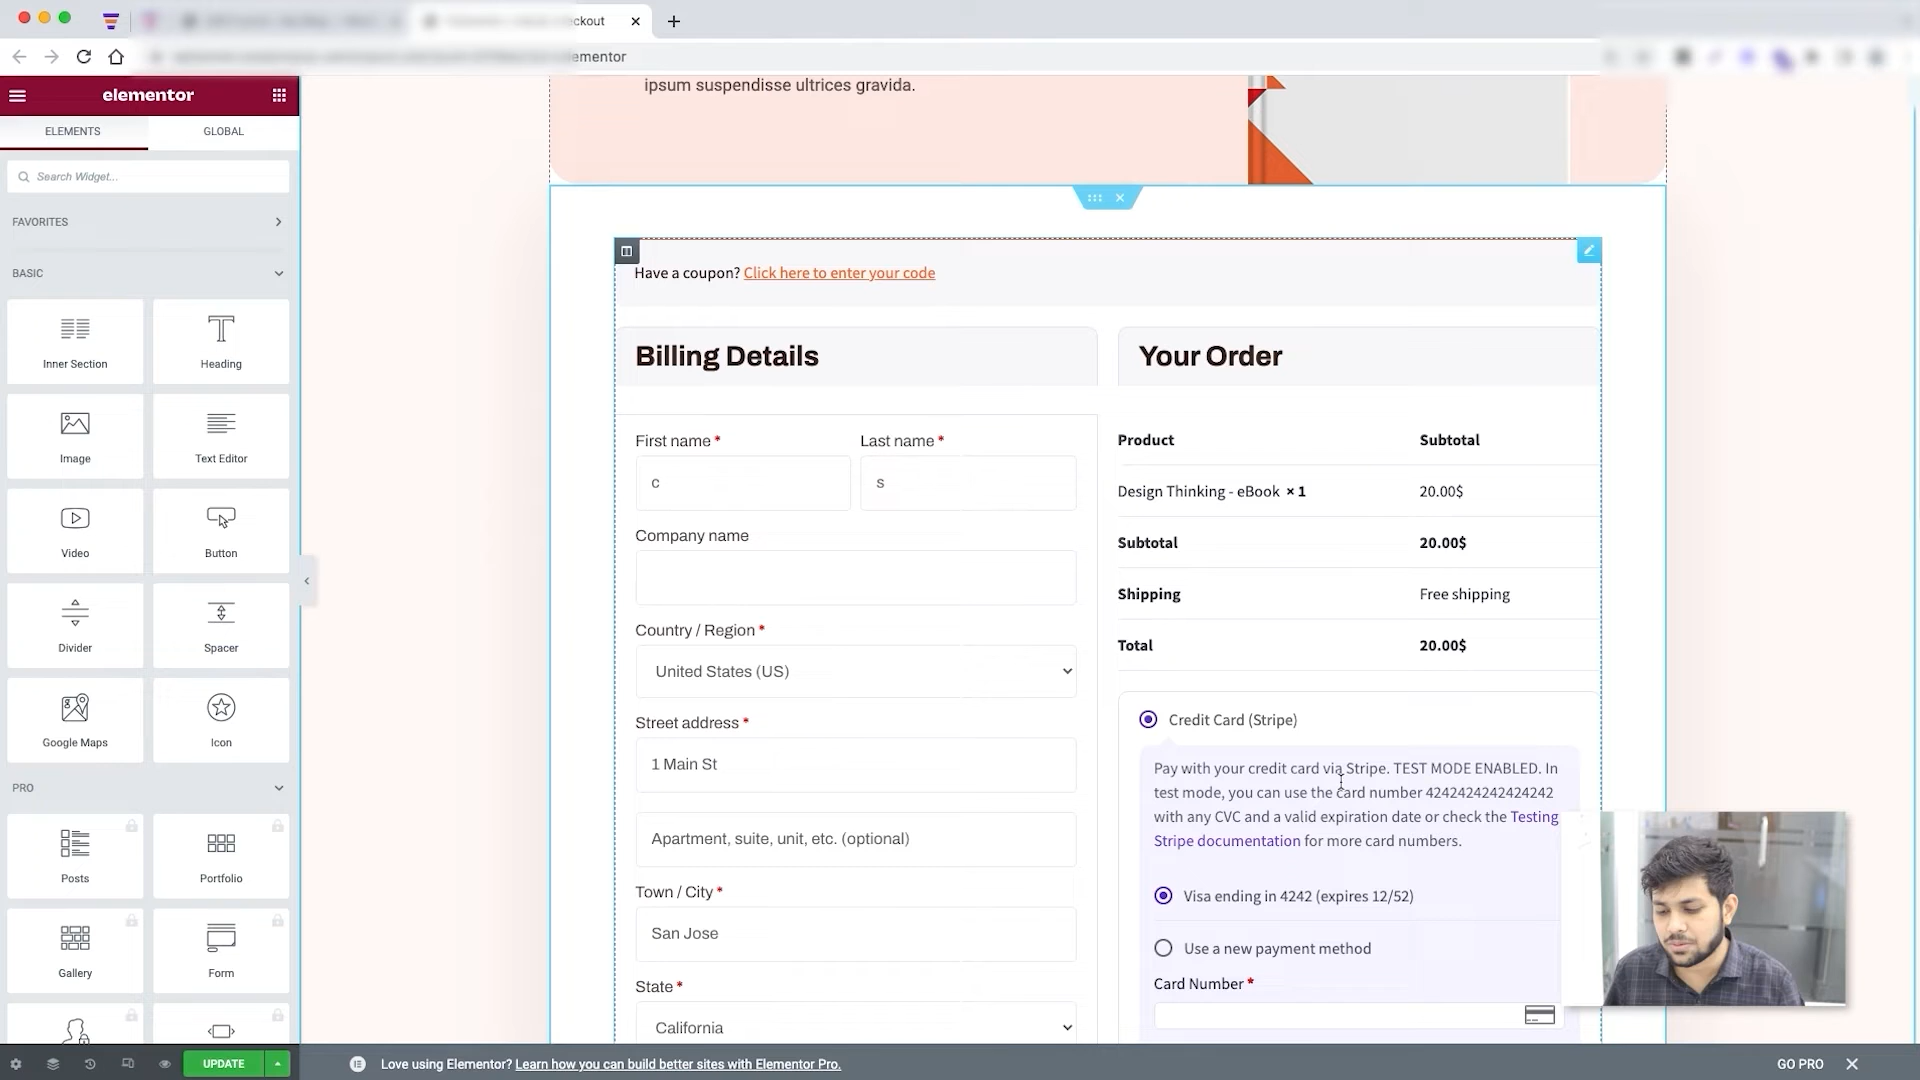 ckout
elementor
elementor
ELEMENTS
GLOBAL
Search Widget...
FAVORITES
BASIC
Inner Section
Heading
Image
Text Editor
Video
Button
Divider
Spacer
Google Maps
Icon
PRO
Posts
Portfolio
Gallery
Form
UPDATE
ipsum suspendisse ultrices gravida.
Have a coupon? Click here to enter your code
Billing Details
First name *
Last name *
c
s
Company name
Country / Region *
United States (US)
Street address *
1 Main St
Apartment, suite, unit, etc. (optional)
Town / City *
San Jose
State *
California
Your Order
Product
Subtotal
Design Thinking - eBook × 1
20.00$
Subtotal
20.00$
Shipping
Free shipping
Total
20.00$
Credit Card (Stripe)
Pay with your credit card via Stripe. TEST MODE ENABLED. In
test mode, you can use the card number 4242424242424242
with any CVC and a valid expiration date or check the Testing
Stripe documentation for more card numbers.
Visa ending in 4242 (expires 12/52)
Use a new payment method
Card Number *
Love using Elementor? Learn how you can build better sites with Elementor Pro.
GO PRO